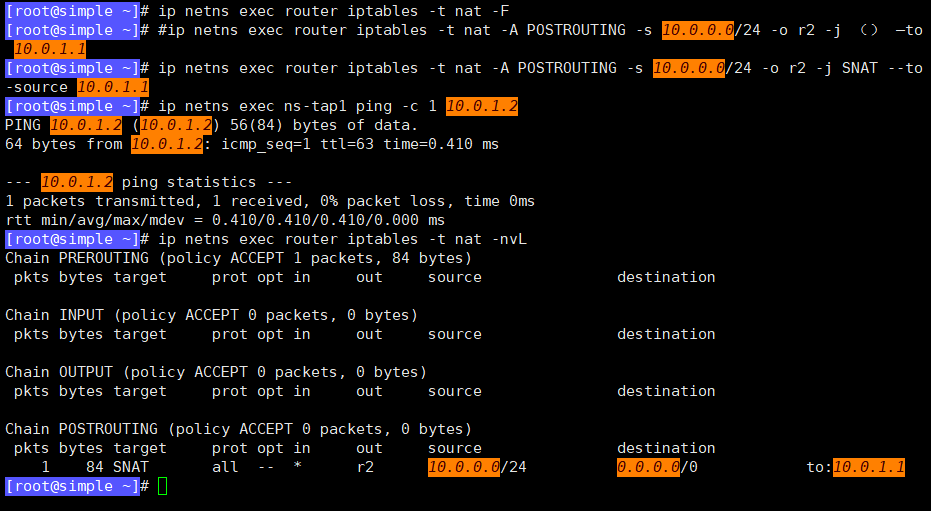 [root@simple ~]# ip netns exec router iptables -t nat -F
[root@simple ~]# #ip netns exec router iptables -t nat -A POSTROUTING -s 10.0.0.0/24 -o r2 -j （） —to
 10.0.1.1
[root@simple ~]# ip netns exec router iptables -t nat -A POSTROUTING -s 10.0.0.0/24 -o r2 -j SNAT --to
-source 10.0.1.1
[root@simple ~]# ip netns exec ns-tap1 ping -c 1 10.0.1.2
PING 10.0.1.2 (10.0.1.2) 56(84) bytes of data.
64 bytes from 10.0.1.2: icmp_seq=1 ttl=63 time=0.410 ms
--- 10.0.1.2 ping statistics ---
1 packets transmitted, 1 received, 0% packet loss, time 0ms
rtt min/avg/max/mdev = 0.410/0.410/0.410/0.000 ms
[root@simple ~]# ip netns exec router iptables -t nat -nvL
Chain PREROUTING (policy ACCEPT 1 packets, 84 bytes)
 pkts bytes target     prot opt in     out     source               destination
Chain INPUT (policy ACCEPT 0 packets, 0 bytes)
 pkts bytes target     prot opt in     out     source               destination
Chain OUTPUT (policy ACCEPT 0 packets, 0 bytes)
 pkts bytes target     prot opt in     out     source               destination
Chain POSTROUTING (policy ACCEPT 0 packets, 0 bytes)
 pkts bytes target     prot opt in     out     source               destination
    1    84 SNAT       all  --  *      r2      10.0.0.0/24          0.0.0.0/0            to:10.0.1.1
[root@simple ~]#